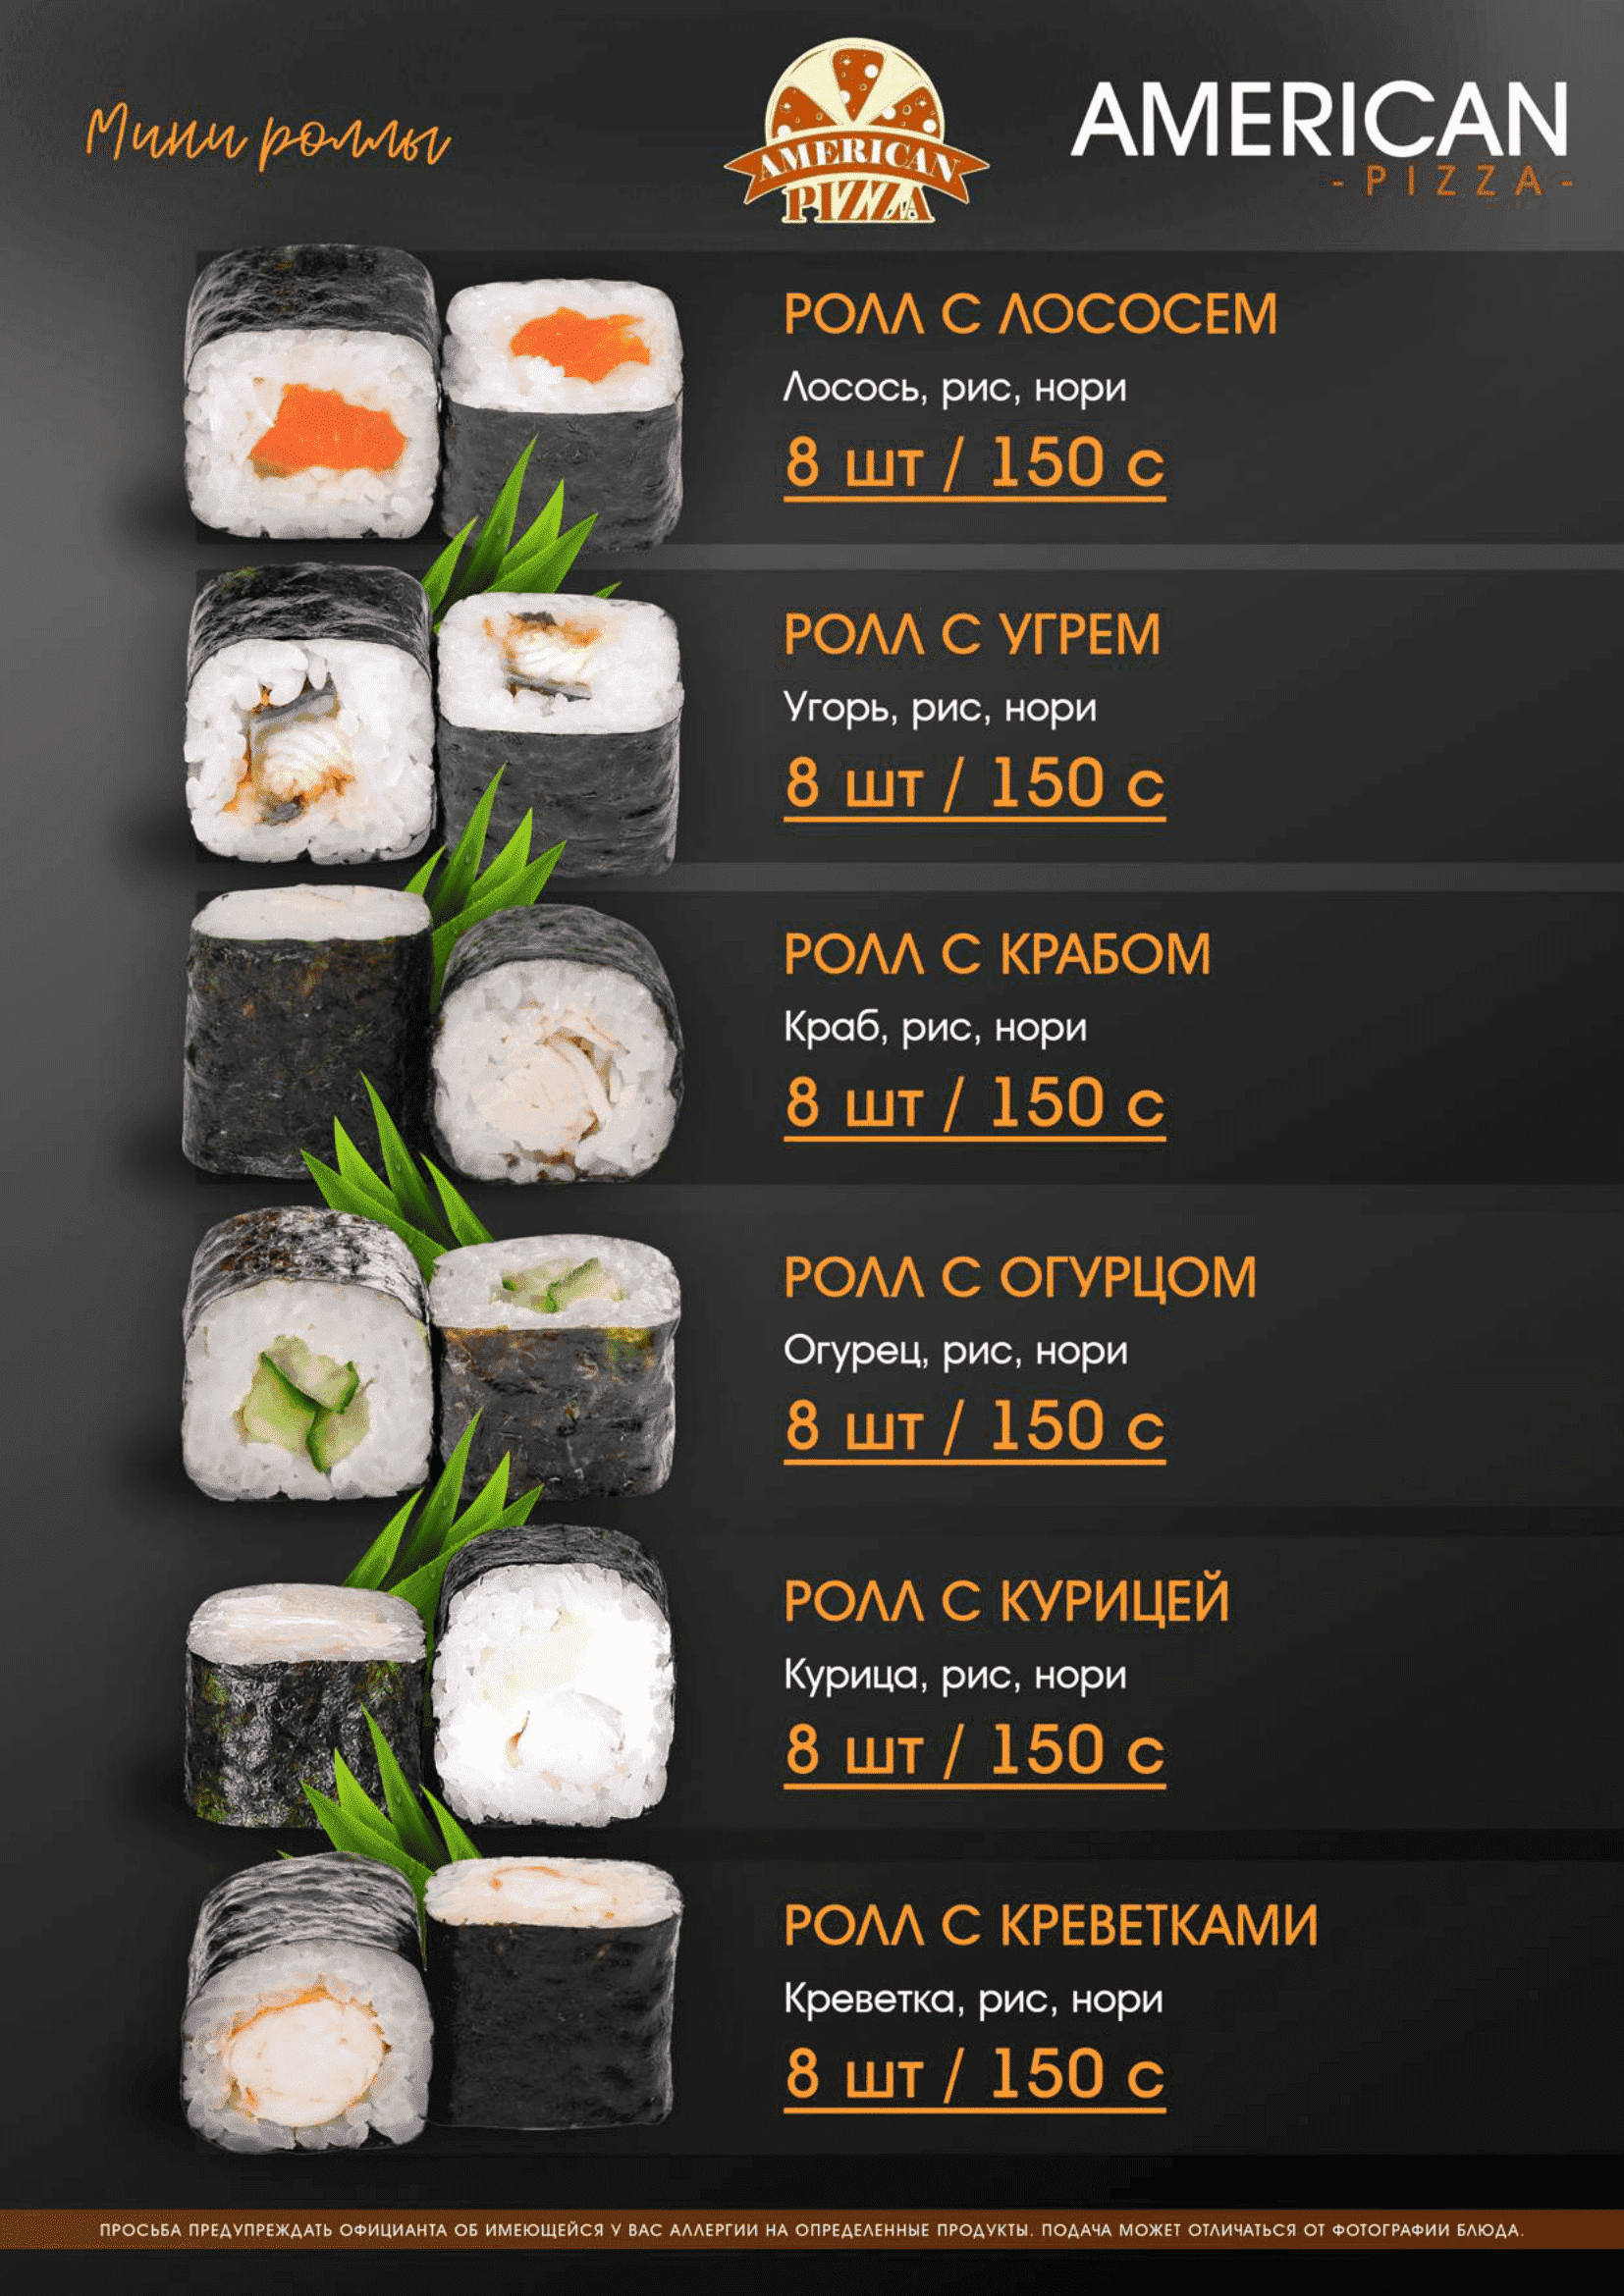 Мини роллы
AMERICAN
PIZZA
AMERICAN
- PIZZA -
РОЛЛ С ЛОСОСЕМ
Лосось, рис, нори
8 шт / 150 с
РОЛЛ С УГРЕМ
Угорь, рис, нори
8 шт / 150 с
РОЛЛ С КРАБОМ
Краб, рис, нори
8 шт / 150 с
РОЛЛ С ОГУРЦОМ
Огурец, рис, нори
8 шт / 150 с
РОЛЛ С КУРИЦЕЙ
Курица, рис, нори
8 шт / 150 с
РОЛЛ С КРЕВЕТКАМИ
Креветка, рис, нори
8 шт / 150 с
ПРОСЬБА ПРЕДУПРЕЖДАТЬ ОФИЦИАНТА ОБ ИМЕЮЩЕЙСЯ У ВАС АЛЛЕРГИИ НА ОПРЕДЕЛЕННЫЕ ПРОДУКТЫ. ПОДАЧА МОЖЕТ ОТЛИЧАТЬСЯ ОТ ФОТОГРАФИИ БЛЮДА.